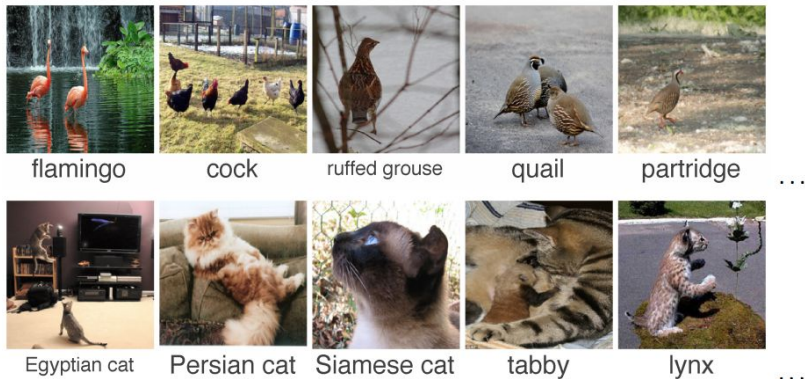 flamingo
cock
ruffed grouse
quail
partridge
...
Egyptian cat
Persian cat
Siamese cat
tabby
lynx
...